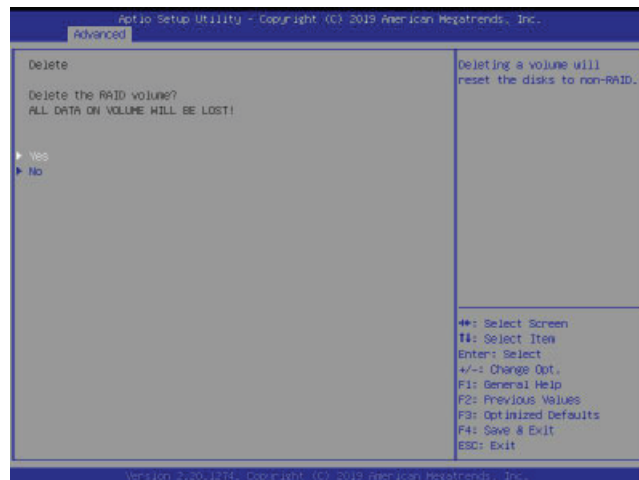 Aptio Setup Utility - Copyright (C) 2019 American Megatrends, Inc.
Advanced
Delete
Delete the RAID volume?
ALL DATA ON VOLUME WILL BE LOST!
Yes
No
Deleting a volume will
reset the disks to non-RAID.
: Select Screen
: Select Item
Enter: Select
+/-: Change Opt.
F1: General Help
F2: Previous Values
F3: Optimized Defaults
F4: Save & Exit
ESC: Exit
Version 2.20.1274. Copyright (C) 2019 American Megatrends, Inc.